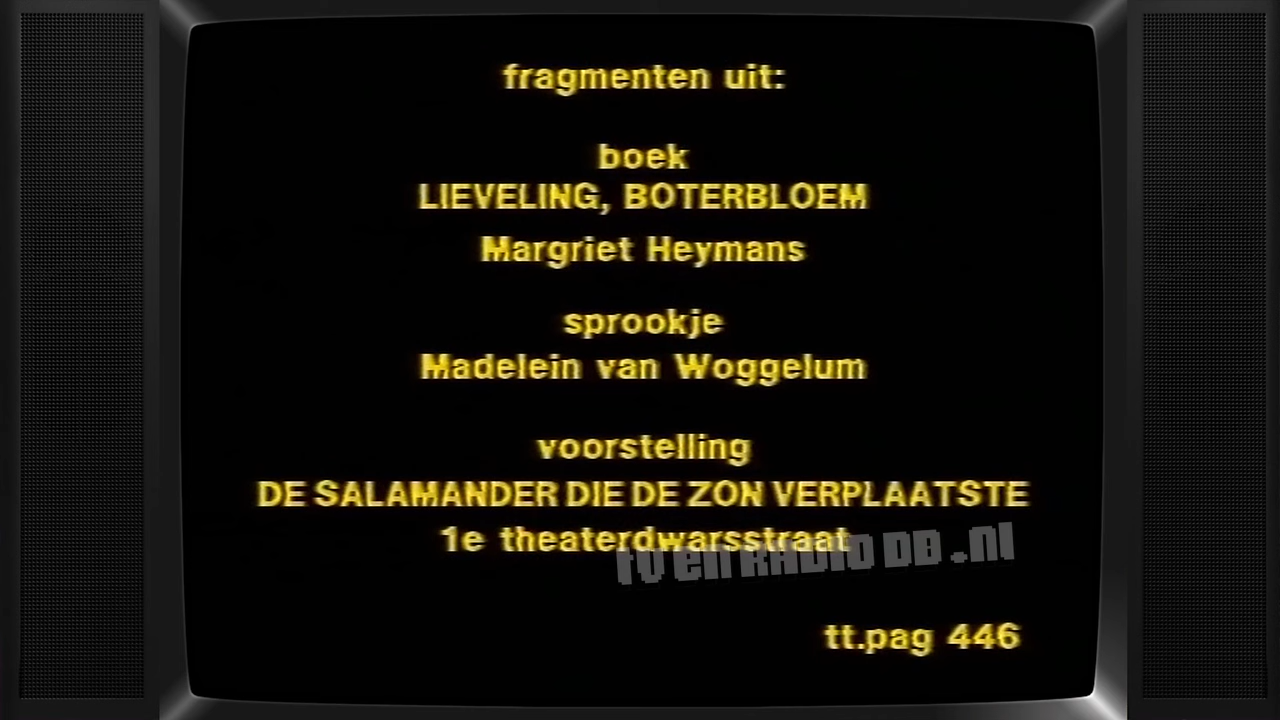 fragmenten uit:
boek
LIEVELING, BOTERBLOEM
Margriet Heymans
sprookje
Madelein van Woggelum
voorstelling
DE SALAMANDER DIE DE ZON VERPLAATSTE
1e theaterdwarsstraat
tv en RADIO DB .nl
tt.pag 446